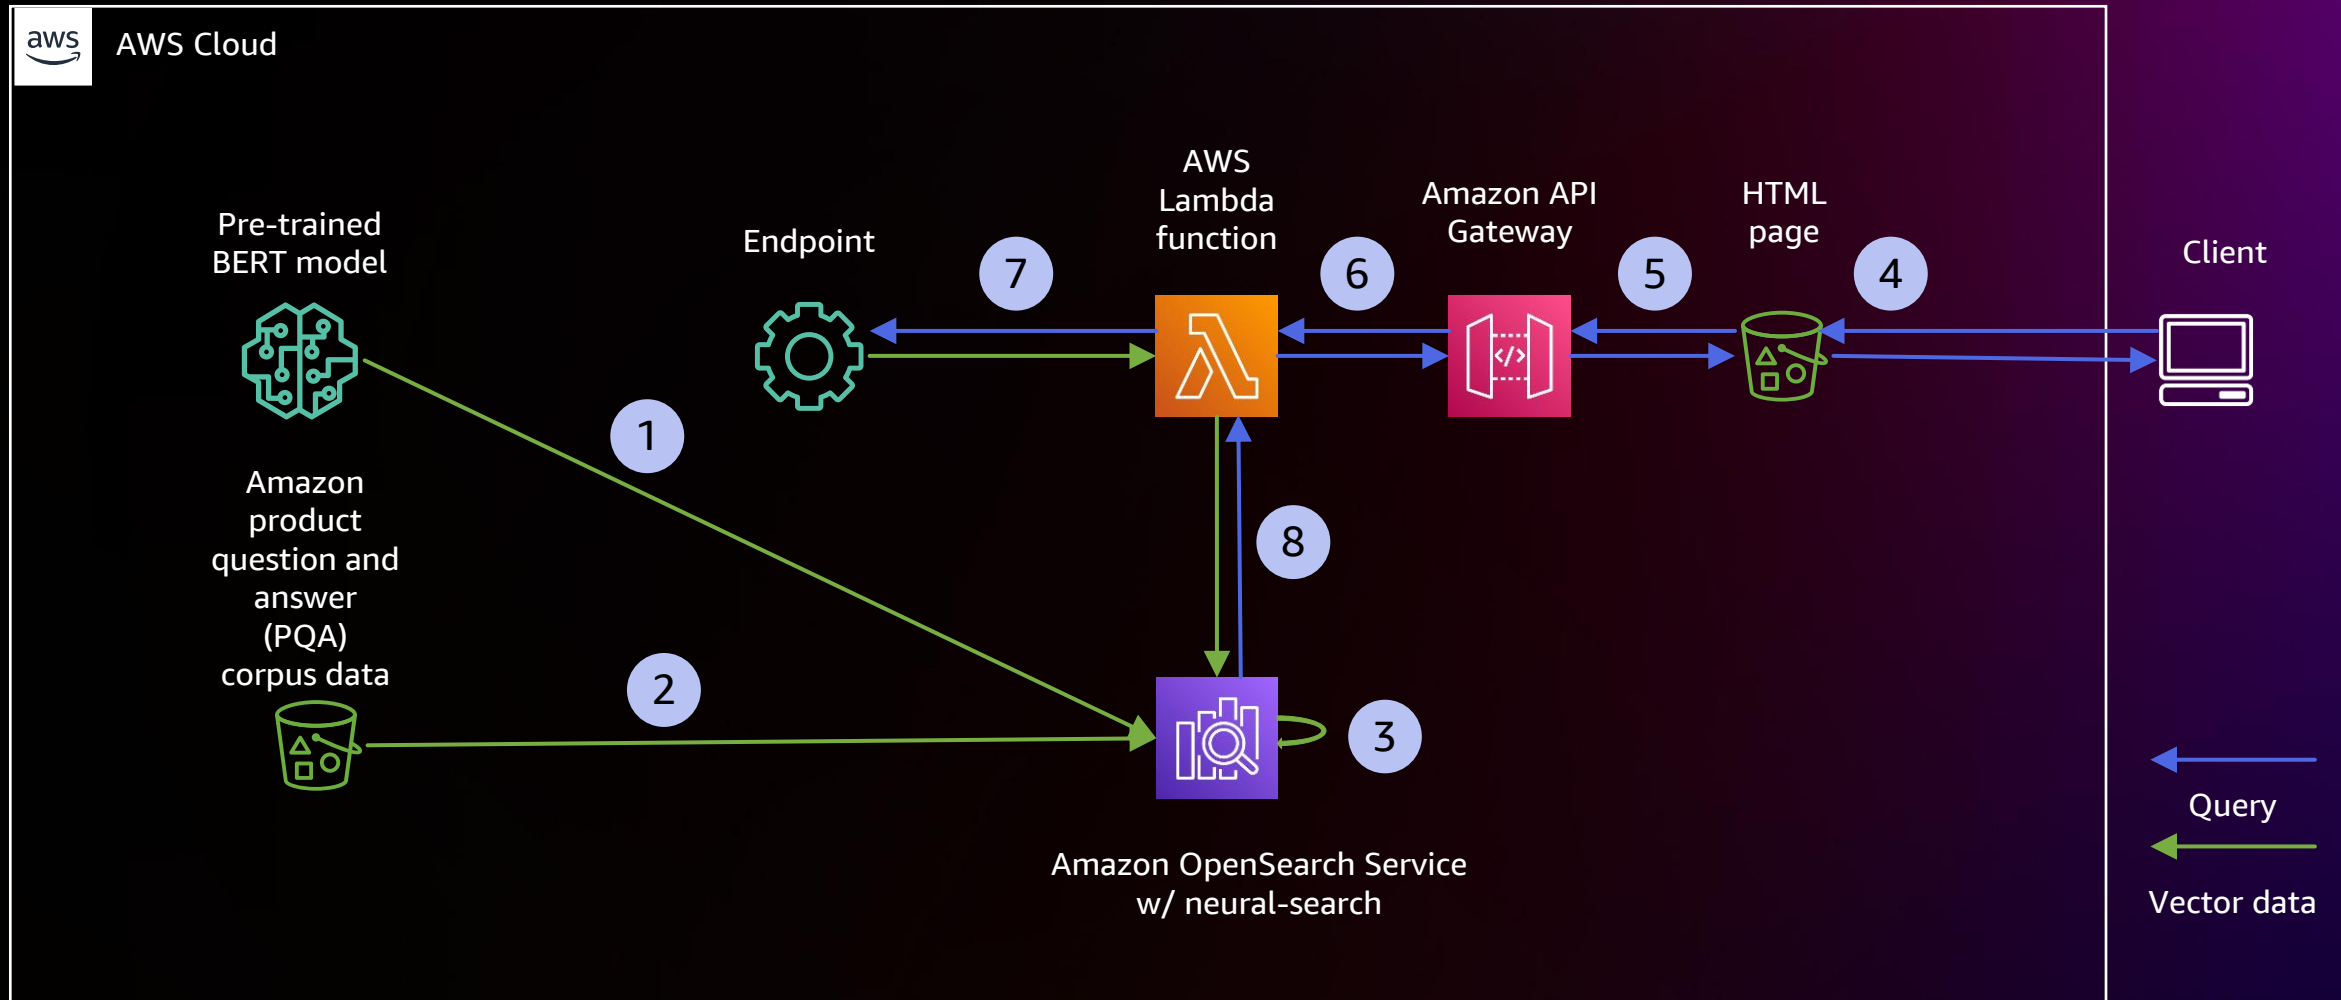 aws
AWS Cloud
Pre-trained
BERT model
Endpoint
AWS
Lambda
function
Amazon API
Gateway
HTML
page
Client
7
6
5
4
</>
1
Amazon
product
question and
answer
(PQA)
corpus data
8
2
3
Amazon OpenSearch Service
w/ neural-search
Query
Vector data